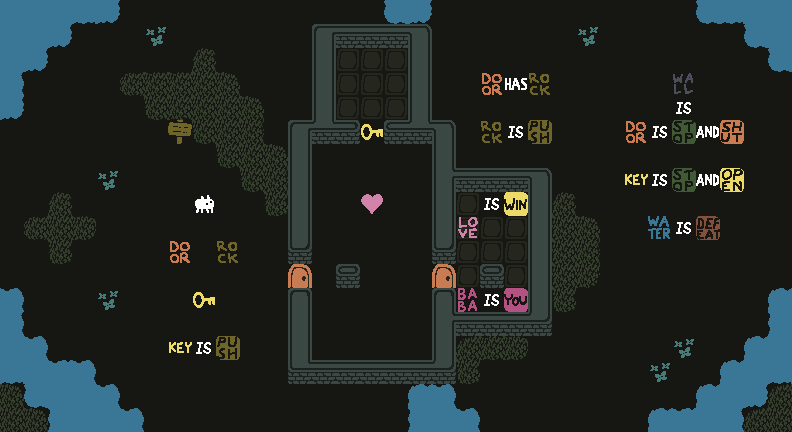 DOOR HAS ROCK
WALL
IS
ROCK IS PUSH
DOOR IS STOP AND SHUT
KEY IS STOP AND OPEN
IS WIN
LOVE
WATER IS DEFEAT
DOOR ROCK
BABA IS YOU
KEY IS PUSH